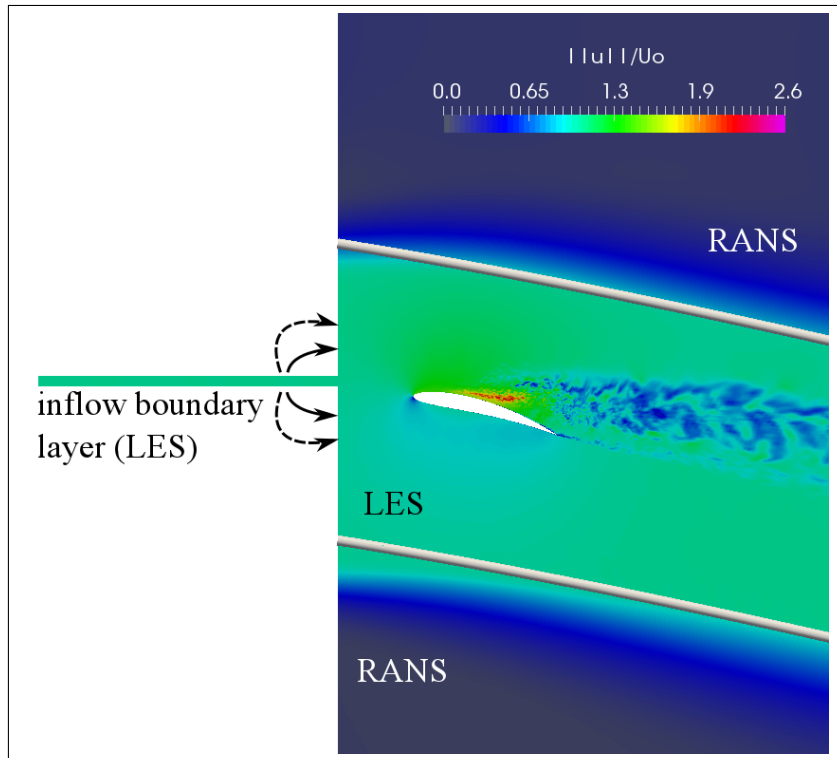 ||u||/Uo
0.0 0.65 1.3 1.9 2.6
RANS
inflow boundary
layer (LES)
LES
RANS